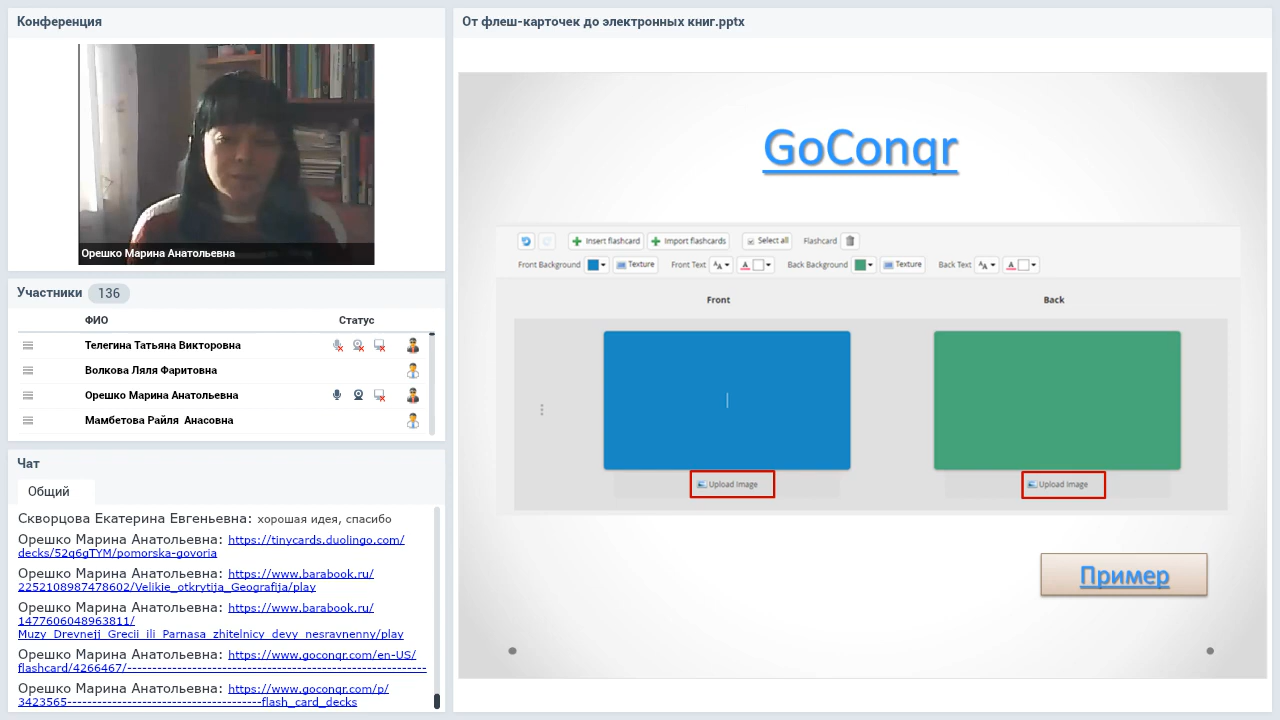 Конференция
Орешко Марина Анатольевна
Участники 136
ФИО Статус
Телегина Татьяна Викторовна
Волкова Ляля Фаритовна
Орешко Марина Анатольевна
Мамбетова Райля Анасовна
Чат
Общий
Скворцова Екатерина Евгеньевна: хорошая идея, спасибо
Орешко Марина Анатольевна: https://tinycards.duolingo.com/
decks/52q6gTYM/pomorska-govoria
Орешко Марина Анатольевна: https://www.barabook.ru/
2252108987478602/Velikie_otkrytija_Geografija/play
Орешко Марина Анатольевна: https://www.barabook.ru/
1477606048963811/
Muzy_Drevnejj_Grecii_ili_Parnasa_zhitelnicy_devy_nesravnenny/play
Орешко Марина Анатольевна: https://www.goconqr.com/en-US/
flashcard/4266467/------------------------------------------------------------
Орешко Марина Анатольевна: https://www.goconqr.com/p/
3423565---------------------------------------flash_card_decks
От флеш-карточек до электронных книг.pptx
GoConqr
Insert flashcard Import flashcards Select all Flashcard
Front Background Texture Front Text Back Background Texture Back Text
Front Back
Upload Image Upload Image
Пример